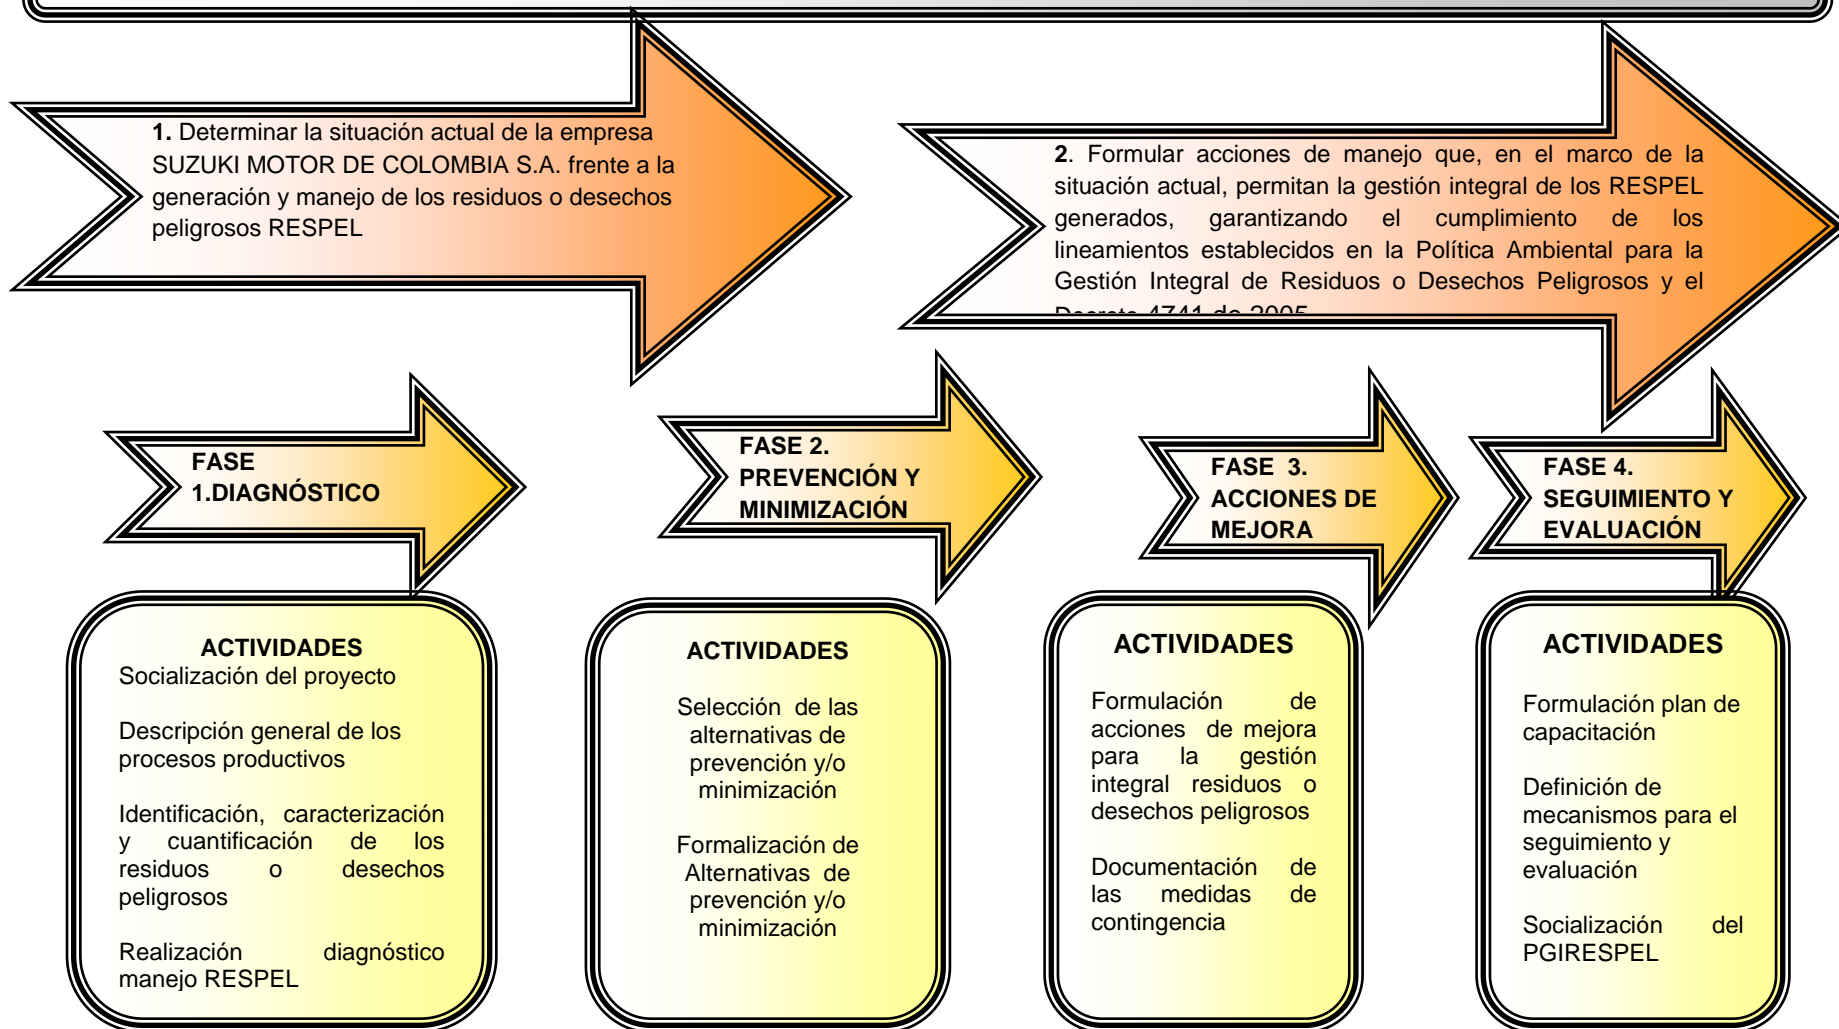 1. Determinar la situación actual de la empresa
SUZUKI MOTOR DE COLOMBIA S.A. frente a la
generación y manejo de los residuos o desechos
peligrosos RESPEL
2. Formular acciones de manejo que, en el marco de la
situación actual, permitan la gestión integral de los RESPEL
generados, garantizando el cumplimiento de los
lineamientos establecidos en la Política Ambiental para la
Gestión Integral de Residuos o Desechos Peligrosos y el
Decreto 4741 de 2005
FASE
1.DIAGNÓSTICO
FASE 2.
PREVENCIÓN Y
MINIMIZACIÓN
FASE 3.
ACCIONES DE
MEJORA
FASE 4.
SEGUIMIENTO Y
EVALUACIÓN
ACTIVIDADES
Socialización del proyecto
Descripción general de los
procesos productivos
Identificación, caracterización
y cuantificación de los
residuos o desechos
peligrosos
Realización diagnóstico
manejo RESPEL
ACTIVIDADES
Selección de las
alternativas de
prevención y/o
minimización
Formalización de
Alternativas de
prevención y/o
minimización
ACTIVIDADES
Formulación de
acciones de mejora
para la gestión
integral residuos o
desechos peligrosos
Documentación de
las medidas de
contingencia
ACTIVIDADES
Formulación plan de
capacitación
Definición de
mecanismos para el
seguimiento y
evaluación
Socialización del
PGIRESPEL